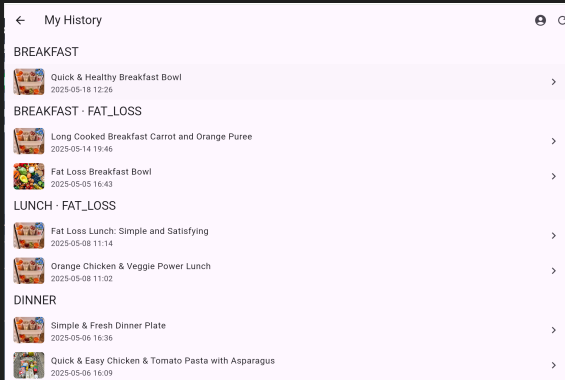 My History
BREAKFAST
Quick & Healthy Breakfast Bowl
2025-05-18 12:26
BREAKFAST · FAT_LOSS
Long Cooked Breakfast Carrot and Orange Puree
2025-05-14 19:46
Fat Loss Breakfast Bowl
2025-05-05 16:43
LUNCH · FAT_LOSS
Fat Loss Lunch: Simple and Satisfying
2025-05-08 11:14
Orange Chicken & Veggie Power Lunch
2025-05-08 11:02
DINNER
Simple & Fresh Dinner Plate
2025-05-06 16:36
Quick & Easy Chicken & Tomato Pasta with Asparagus
2025-05-06 16:09